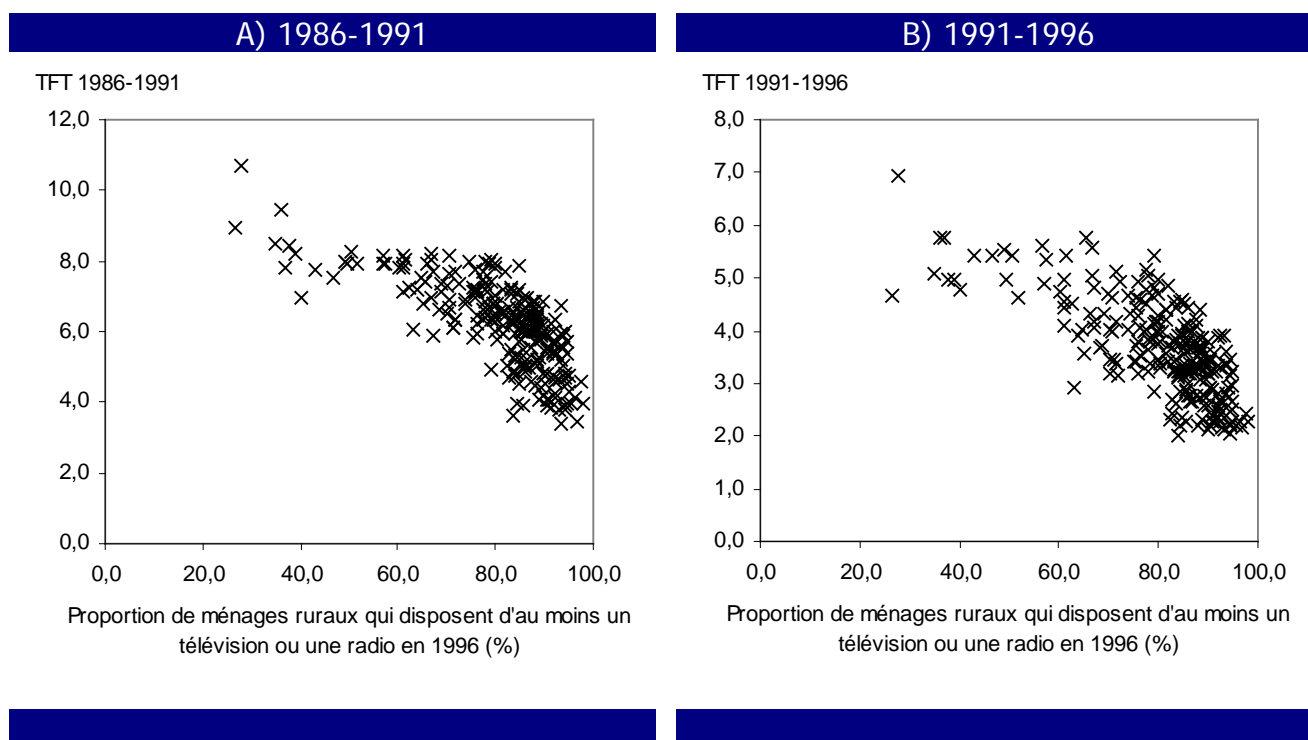 A) 1986-1991
TFT 1986-1991
12,0
10,0
8,0
6,0
4,0
2,0
0,0
0,0 20,0 40,0 60,0 80,0 100,0
Proportion de ménages ruraux qui disposent d'au moins un
télévision ou une radio en 1996 (%)
B) 1991-1996
TFT 1991-1996
8,0
7,0
6,0
5,0
4,0
3,0
2,0
1,0
0,0
0,0 20,0 40,0 60,0 80,0 100,0
Proportion de ménages ruraux qui disposent d'au moins un
télévision ou une radio en 1996 (%)